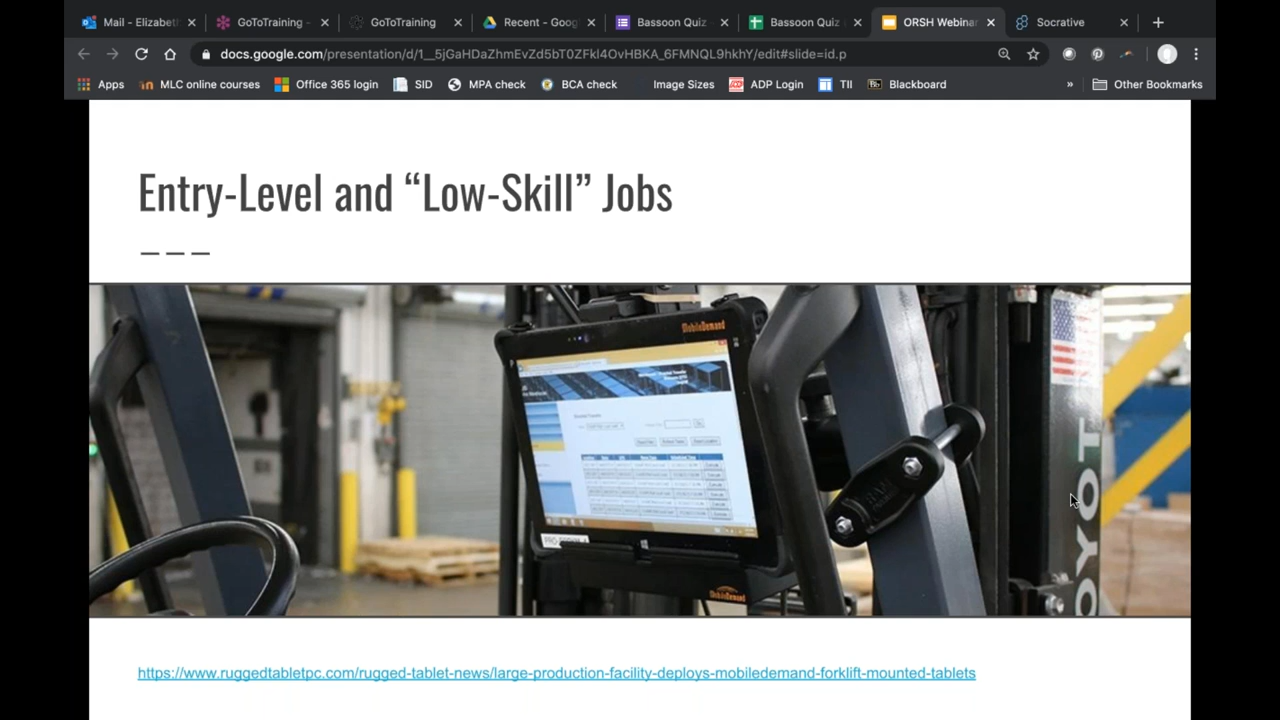 Mail - Elizabeth
GoToTraining -
GoToTraining
Recent - Goog
Bassoon Quiz -
Bassoon Quiz
ORSH Webinar
Socrative
docs.google.com/presentation/d/1__5jGaHDaZhmEvZd5bT0ZFkl4OvHBKA_6FMNQL9hkhY/edit#slide=id.p
Apps
MLC online courses
Office 365 login
SID
MPA check
BCA check
Image Sizes
ADP Login
TII
Blackboard
»
Other Bookmarks
Entry-Level and “Low-Skill” Jobs
MobileDemand
MobileDemand
OYOT
https://www.ruggedtabletpc.com/rugged-tablet-news/large-production-facility-deploys-mobiledemand-forklift-mounted-tablets